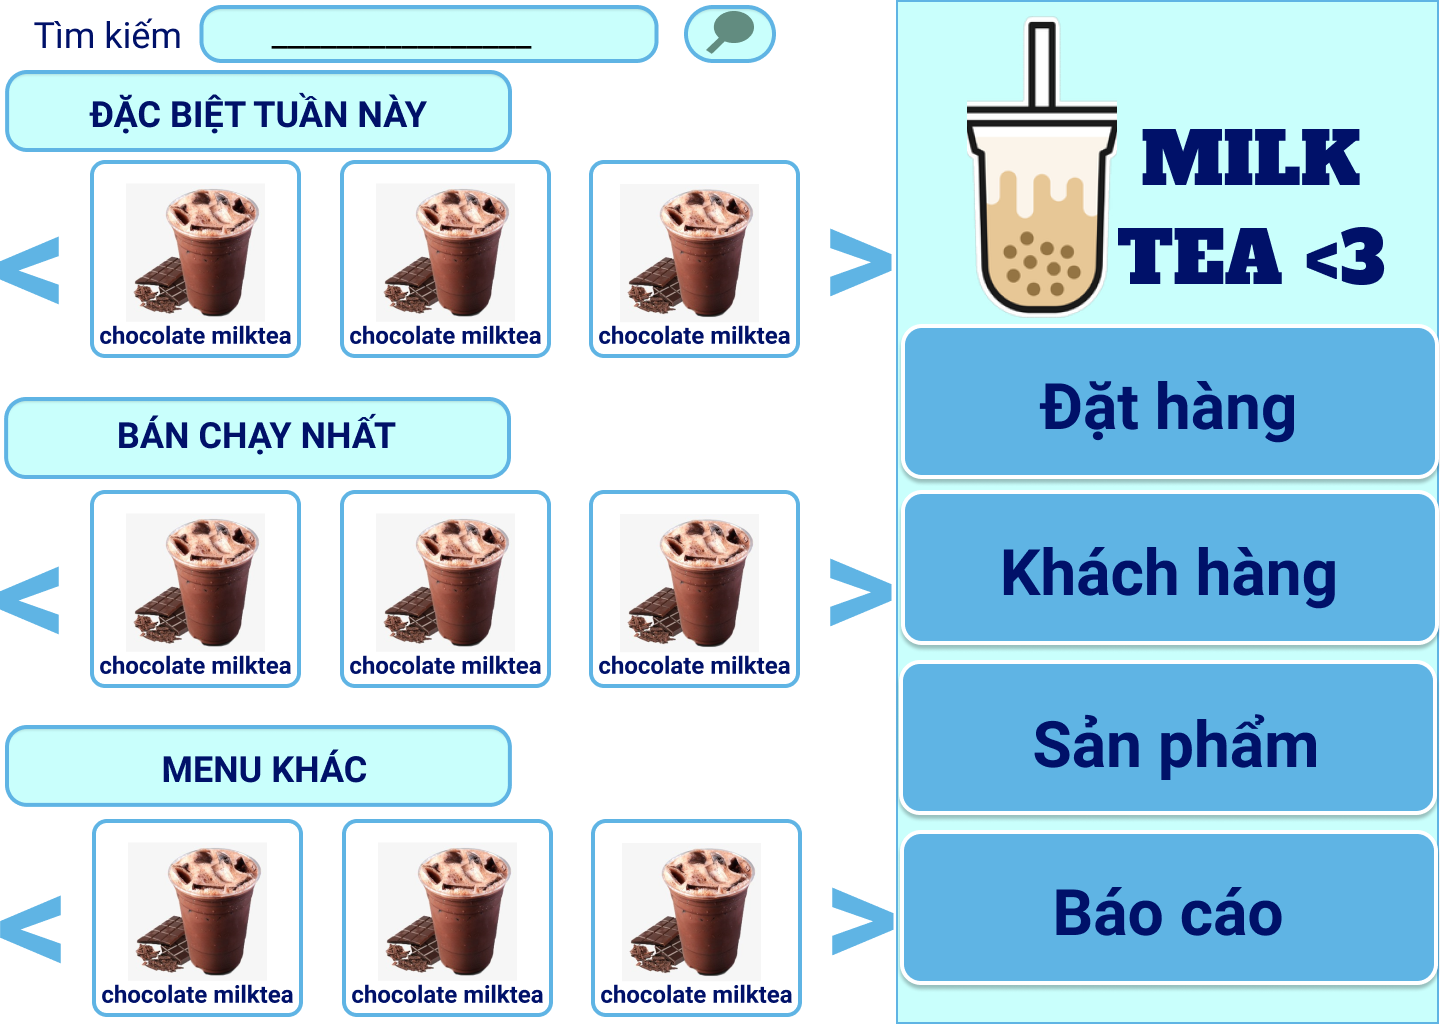 Tìm kiếm ________________
ĐẶC BIỆT TUẦN NÀY
< >
chocolate milktea chocolate milktea chocolate milktea
BÁN CHẠY NHẤT
< >
chocolate milktea chocolate milktea chocolate milktea
MENU KHÁC
< >
chocolate milktea chocolate milktea chocolate milktea
MILK
TEA <3
Đặt hàng
Khách hàng
Sản phẩm
Báo cáo